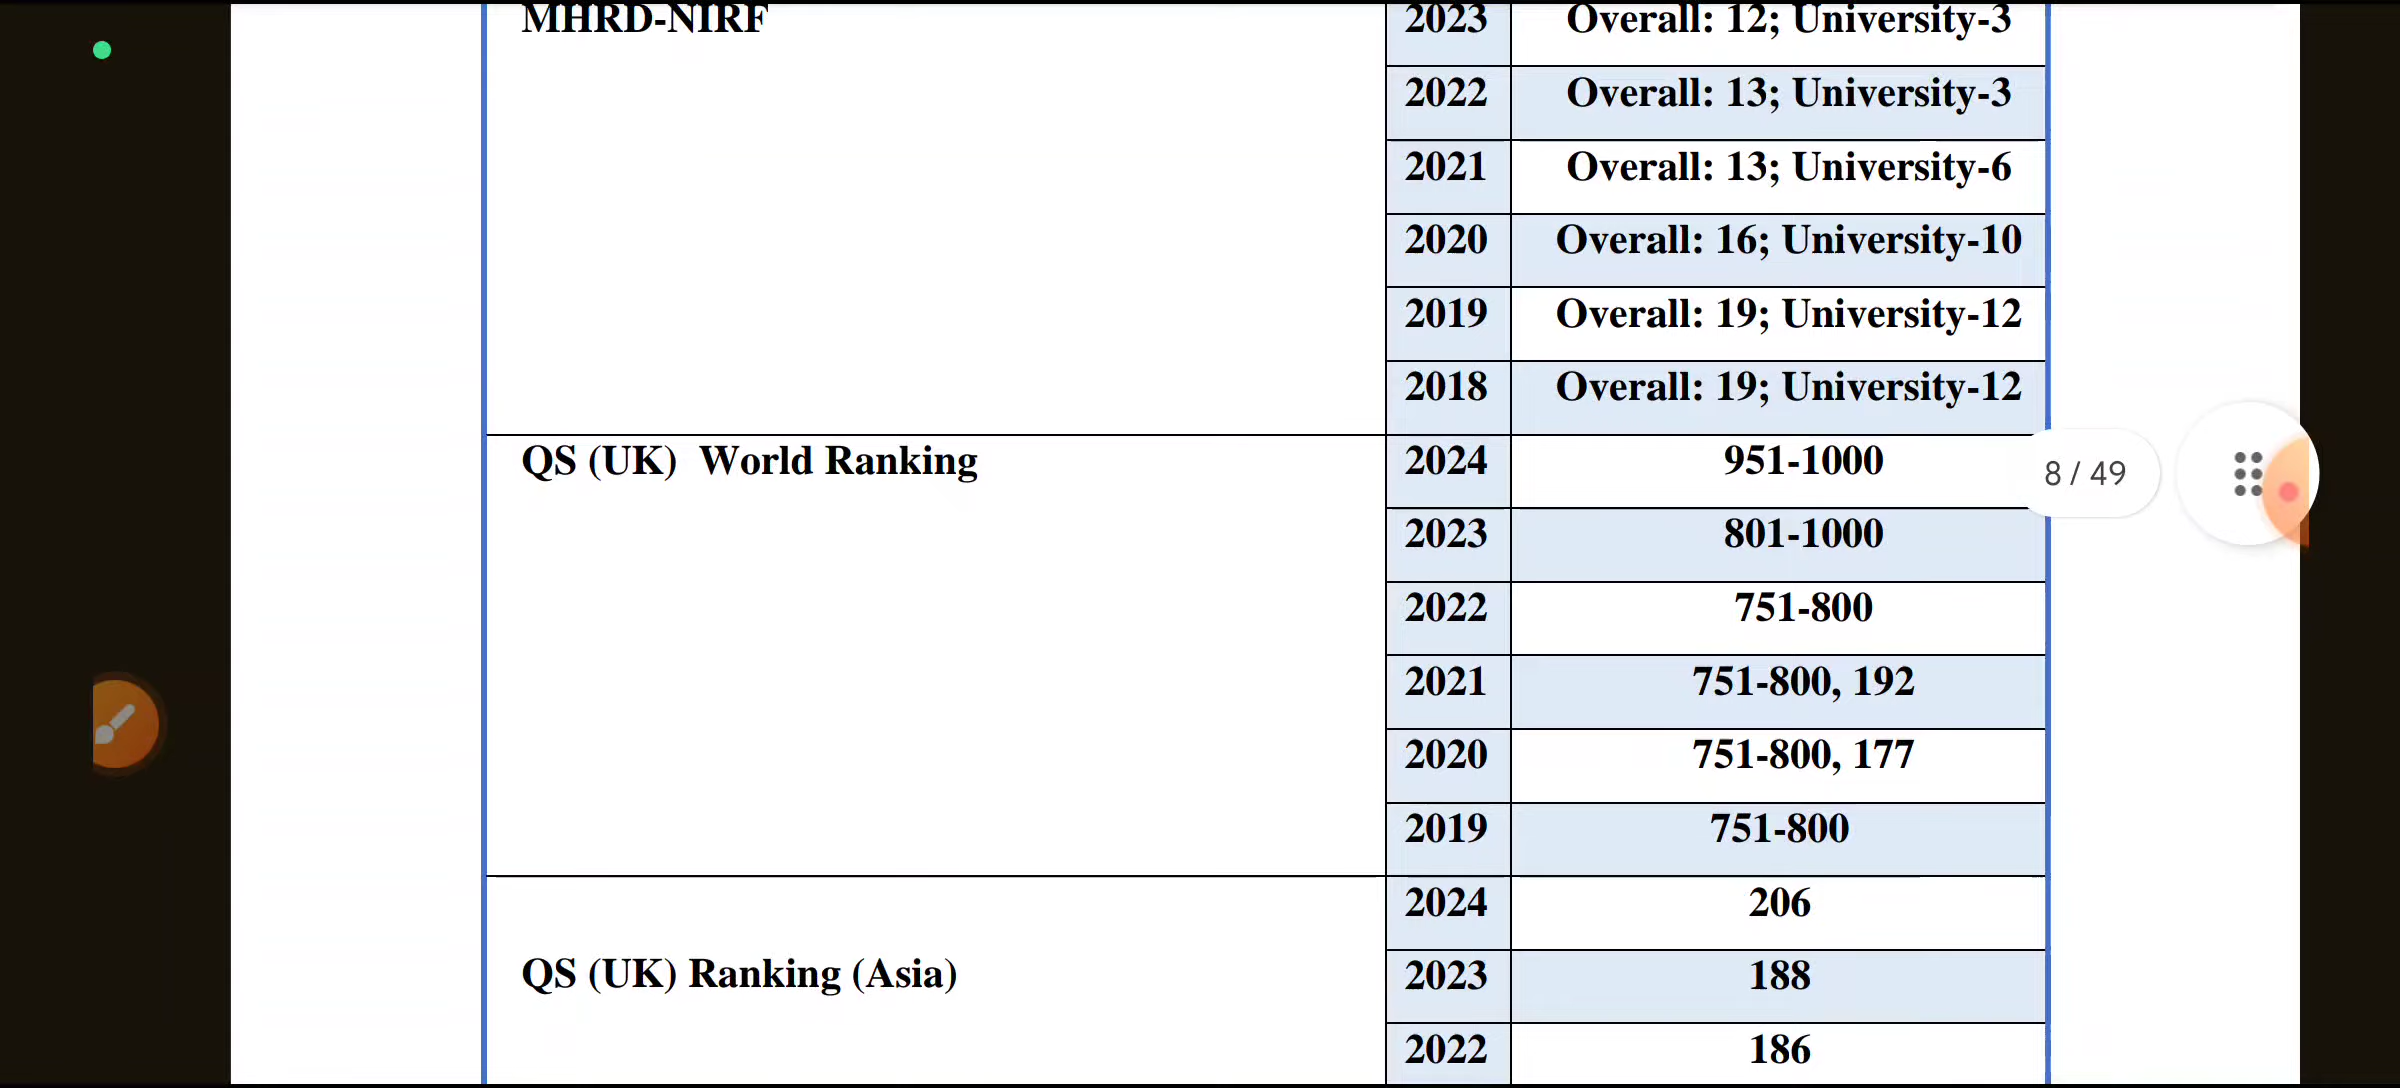 MHRD-NIRF 2023 Overall: 12; University-3
2022 Overall: 13; University-3
2021 Overall: 13; University-6
2020 Overall: 16; University-10
2019 Overall: 19; University-12
2018 Overall: 19; University-12
QS (UK)  World Ranking 2024 951-1000
8 / 49
2023 801-1000
2022 751-800
2021 751-800, 192
2020 751-800, 177
2019 751-800
2024 206
QS (UK) Ranking (Asia) 2023 188
2022 186